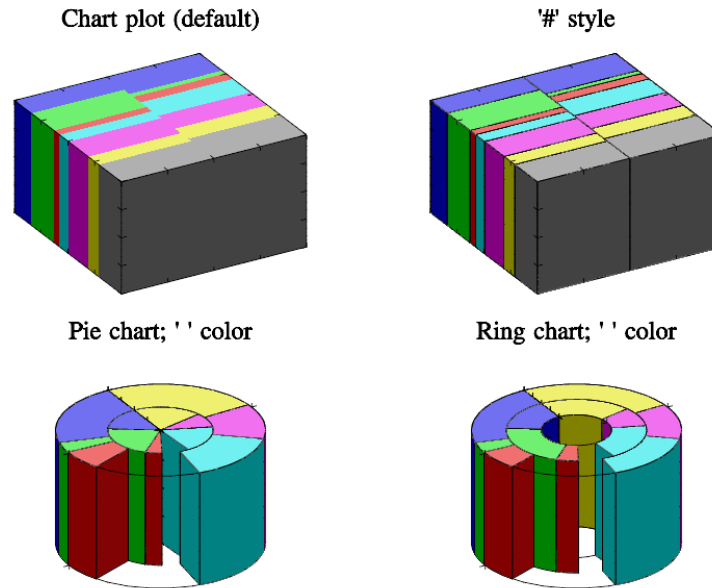 Chart plot (default)
'#' style
Pie chart; ' ' color
Ring chart; ' ' color